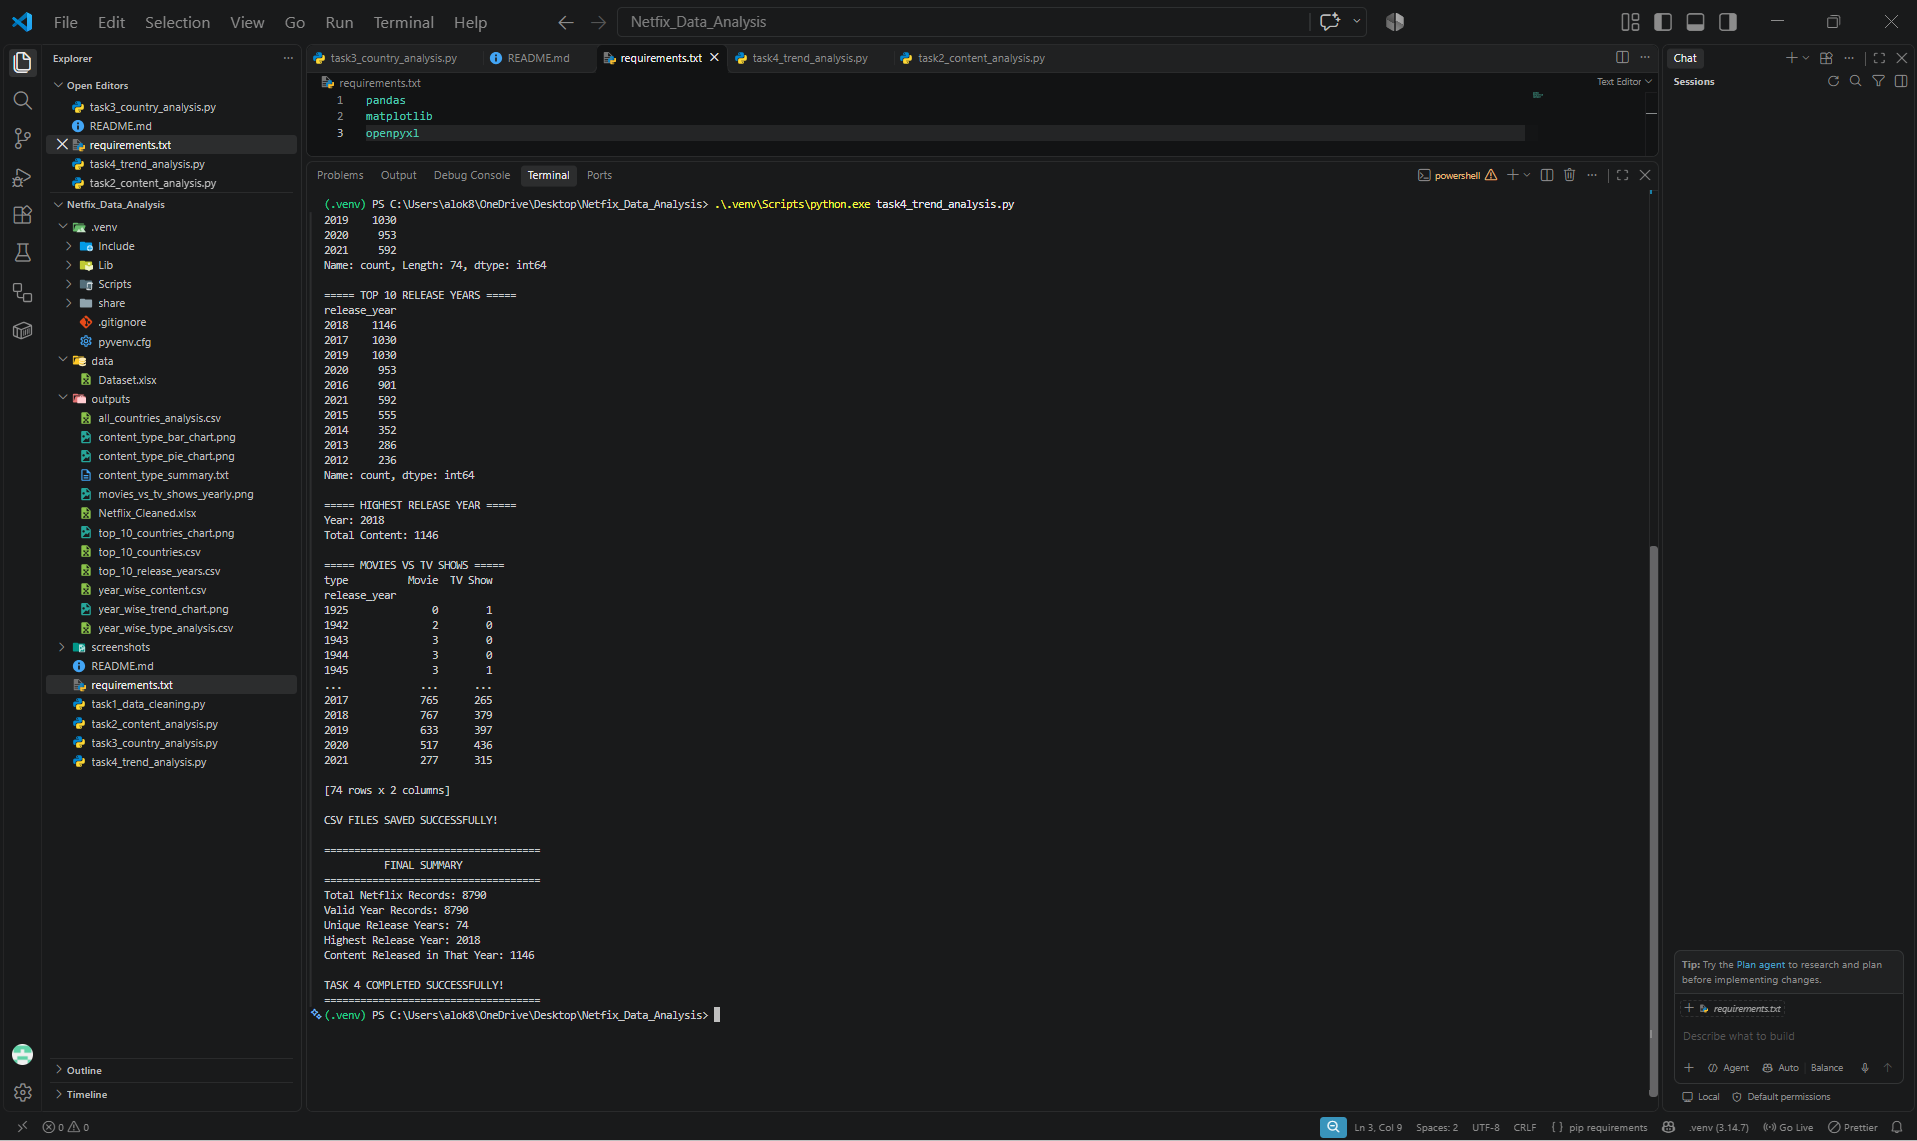 File Edit Selection View Go Run Terminal Help
Netfix_Data_Analysis
Explorer
Open Editors
task3_country_analysis.py
README.md
requirements.txt
task4_trend_analysis.py
task2_content_analysis.py
Netfix_Data_Analysis
.venv
Include
Lib
Scripts
share
.gitignore
pyvenv.cfg
data
Dataset.xlsx
outputs
all_countries_analysis.csv
content_type_bar_chart.png
content_type_pie_chart.png
content_type_summary.txt
movies_vs_tv_shows_yearly.png
Netflix_Cleaned.xlsx
top_10_countries_chart.png
top_10_countries.csv
top_10_release_years.csv
year_wise_content.csv
year_wise_trend_chart.png
year_wise_type_analysis.csv
screenshots
README.md
requirements.txt
task1_data_cleaning.py
task2_content_analysis.py
task3_country_analysis.py
task4_trend_analysis.py
Outline
Timeline
task3_country_analysis.py README.md requirements.txt task4_trend_analysis.py task2_content_analysis.py
requirements.txt
Text Editor
1 pandas
2 matplotlib
3 openpyxl
Problems Output Debug Console Terminal Ports
powershell
(.venv) PS C:\Users\alok8\OneDrive\Desktop\Netfix_Data_Analysis> .\.venv\Scripts\python.exe task4_trend_analysis.py
2019 1030
2020 953
2021 592
Name: count, Length: 74, dtype: int64
===== TOP 10 RELEASE YEARS =====
release_year
2018 1146
2017 1030
2019 1030
2020 953
2016 901
2021 592
2015 555
2014 352
2013 286
2012 236
Name: count, dtype: int64
===== HIGHEST RELEASE YEAR =====
Year: 2018
Total Content: 1146
===== MOVIES VS TV SHOWS =====
type Movie TV Show
release_year
1925 0 1
1942 2 0
1943 3 0
1944 3 0
1945 3 1
... ... ...
2017 765 265
2018 767 379
2019 633 397
2020 517 436
2021 277 315
[74 rows x 2 columns]
CSV FILES SAVED SUCCESSFULLY!
====================================
FINAL SUMMARY
====================================
Total Netflix Records: 8790
Valid Year Records: 8790
Unique Release Years: 74
Highest Release Year: 2018
Content Released in That Year: 1146
TASK 4 COMPLETED SUCCESSFULLY!
====================================
(.venv) PS C:\Users\alok8\OneDrive\Desktop\Netfix_Data_Analysis>
Chat
Sessions
Tip: Try the Plan agent to research and plan
before implementing changes.
requirements.txt
Describe what to build
Agent Auto Balance
Local Default permissions
0 0
Ln 3, Col 9 Spaces: 2 UTF-8 CRLF { } pip requirements .venv (3.14.7) Go Live Prettier